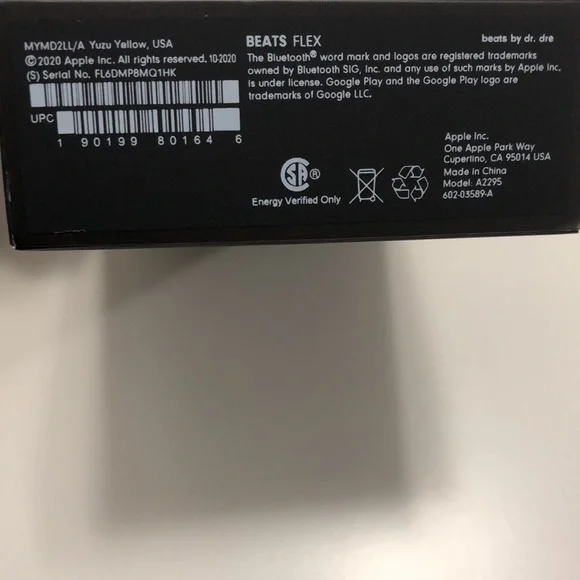 MYMD2LL/A Yuzu Yellow, USA
©2020 Apple Inc. All rights reserved. 10-2020
(S) Serial No. FL6DMP8MQ1HK
UPC
1 90199 80164 6
BEATS FLEX
beats by dr. dre
The Bluetooth® word mark and logos are registered trademarks
owned by Bluetooth SIG, Inc. and any use of such marks by Apple Inc.
is under license. Google Play and the Google Play logo are
trademarks of Google LLC.
SA®
Energy Verified Only
Apple Inc.
One Apple Park Way
Cupertino, CA 95014 USA
Made in China
Model: A2295
602-03589-A